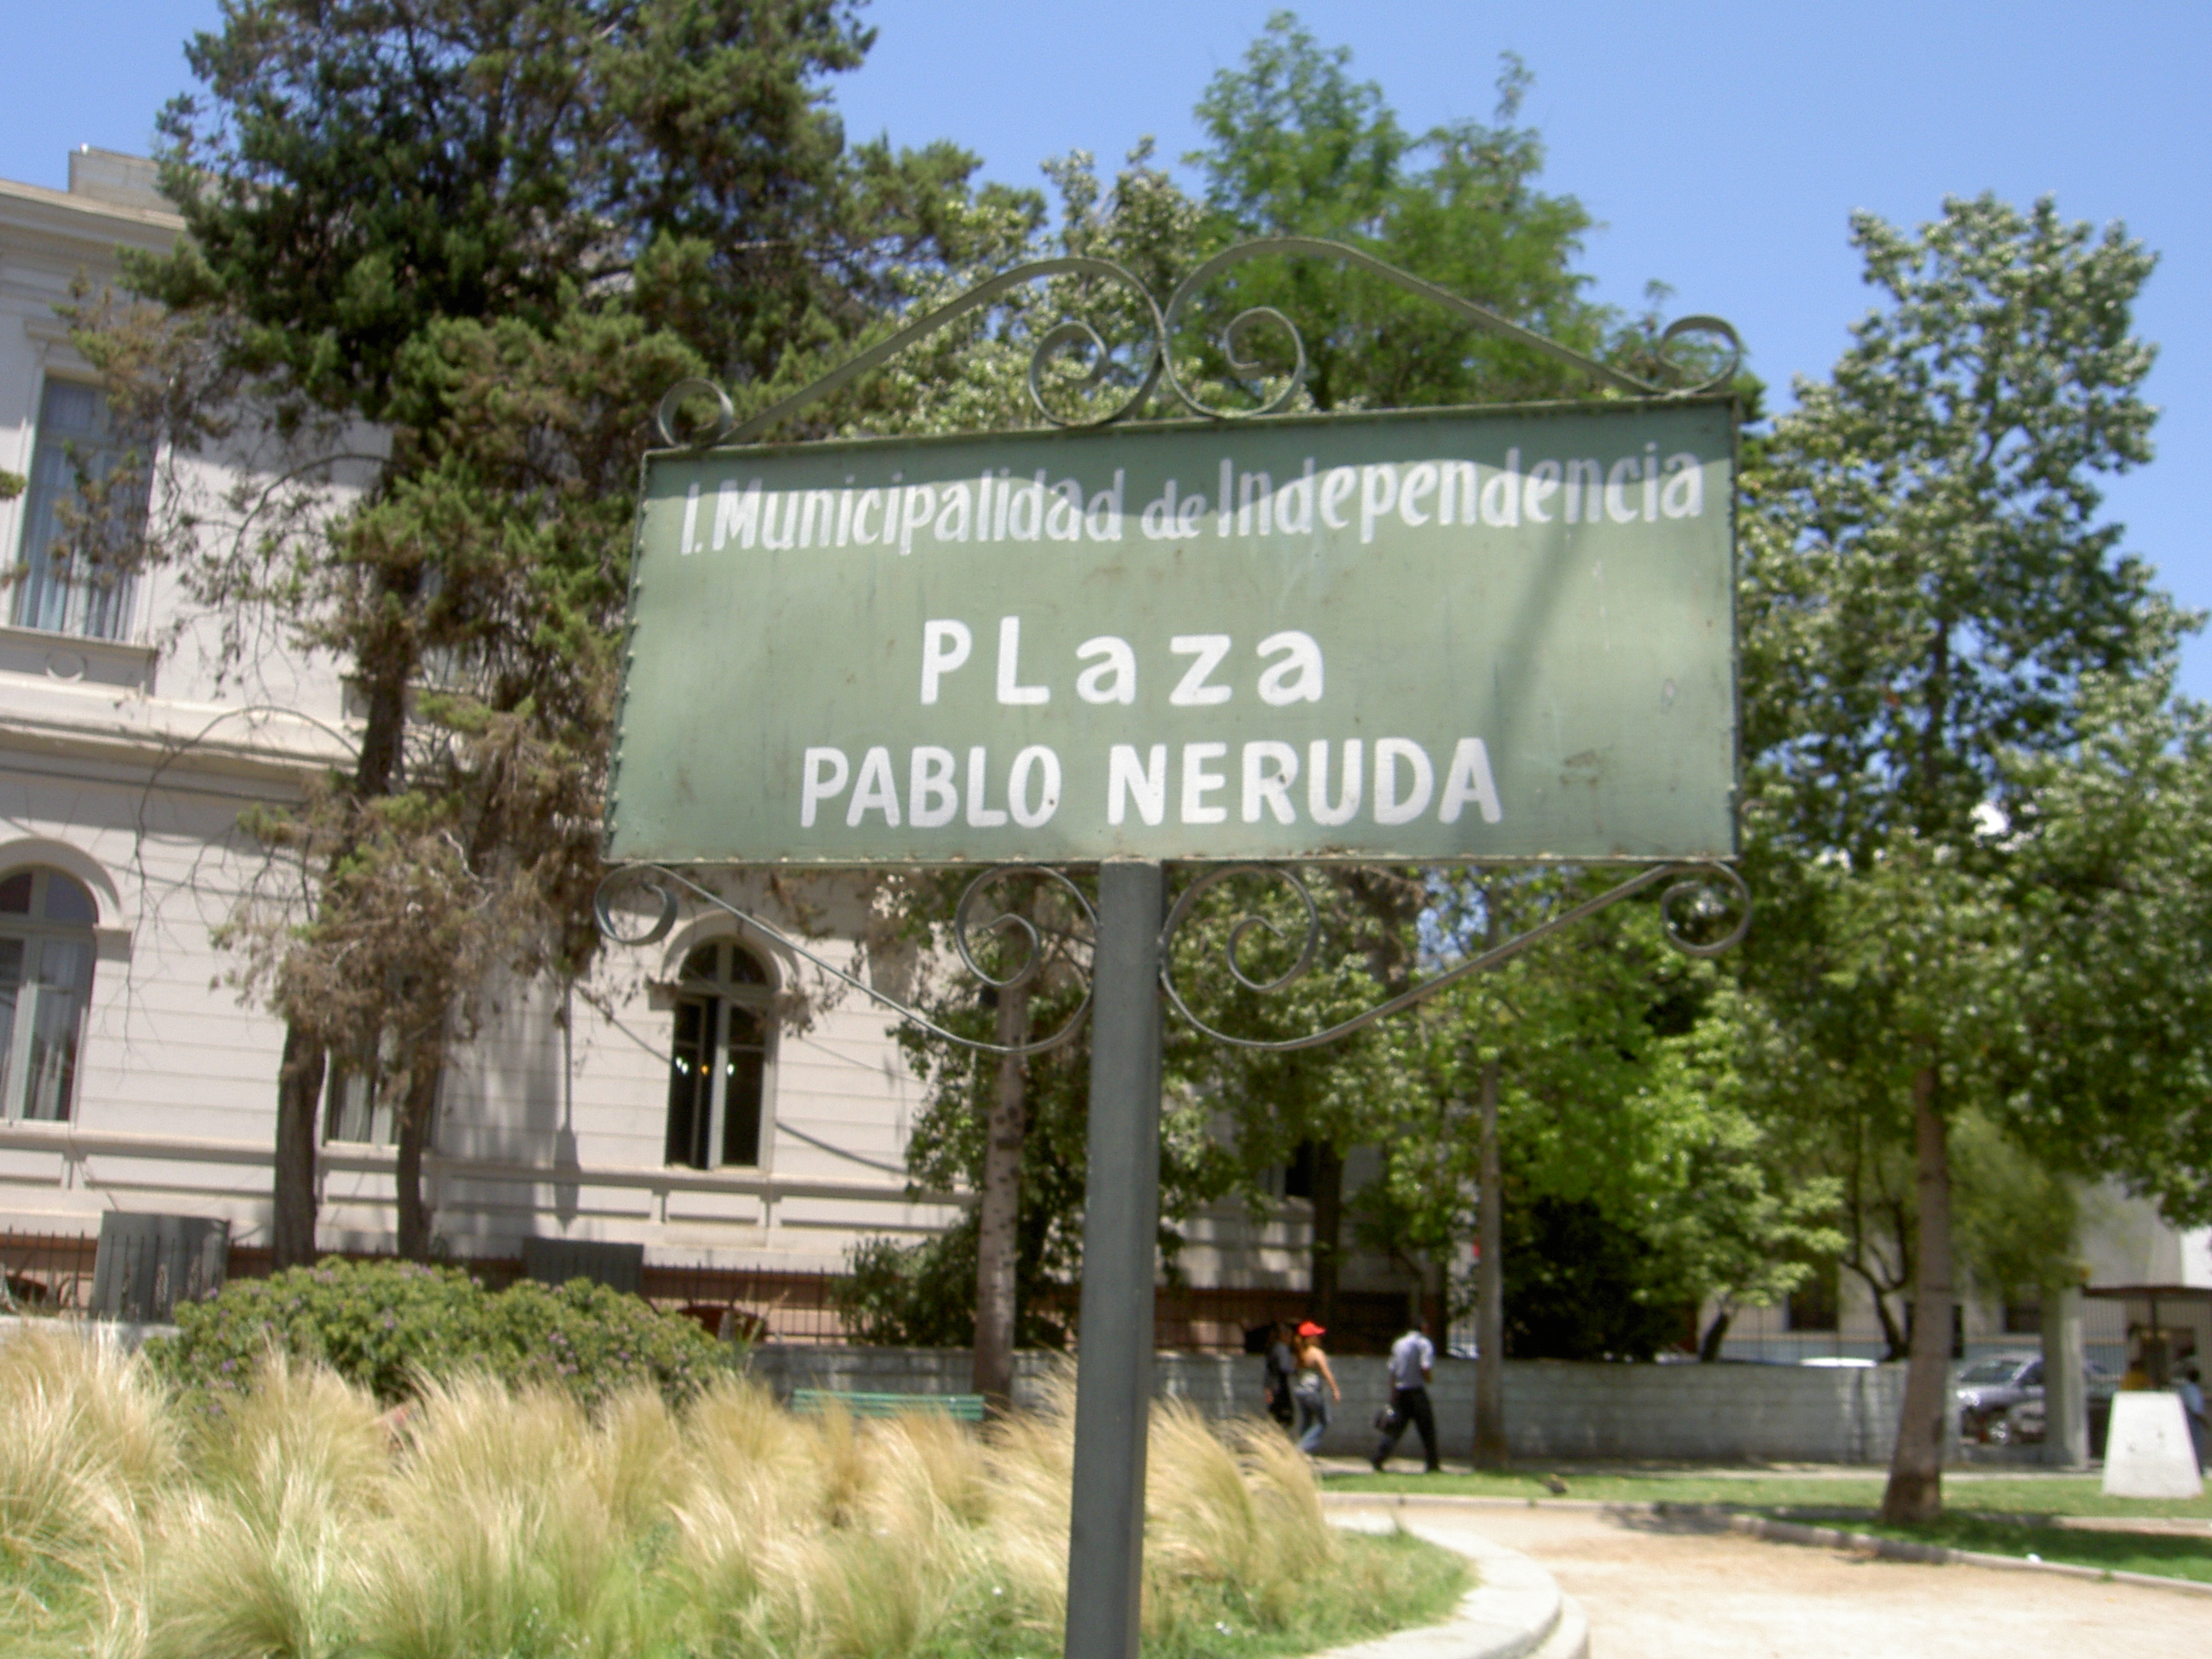 I. Municipalidad de Independencia
PLaza
PABLO NERUDA